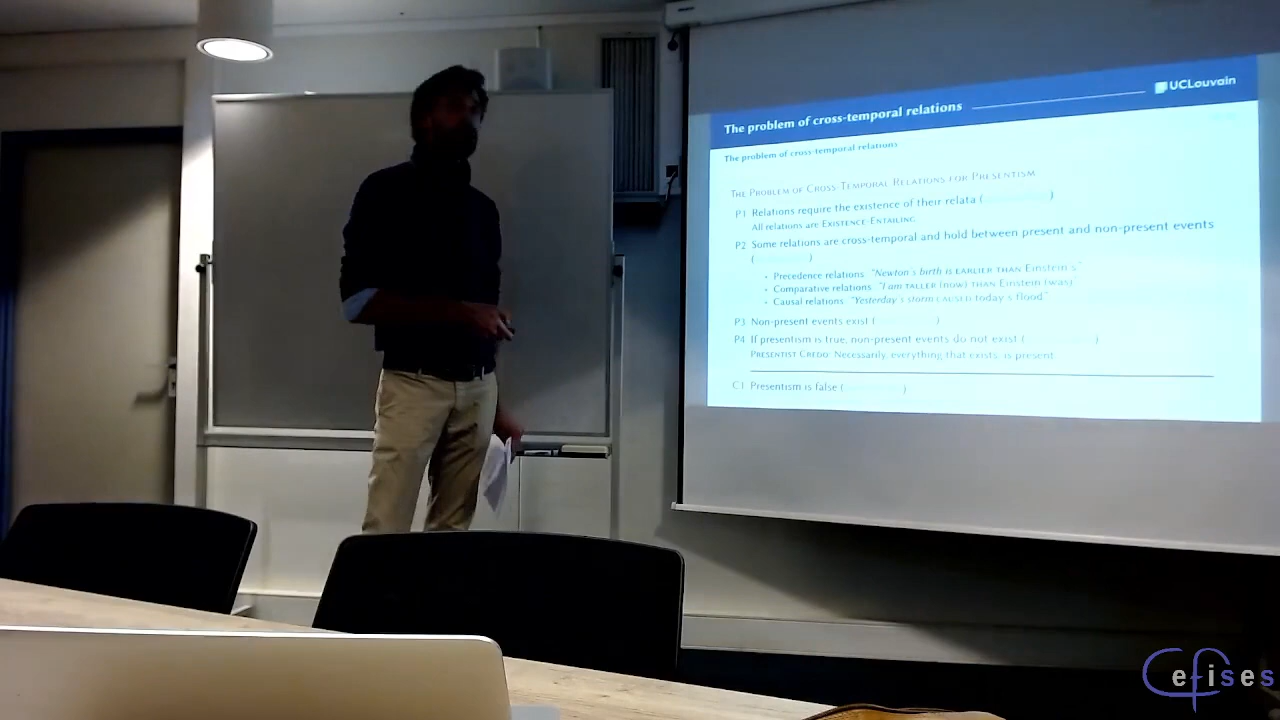 The problem of cross-temporal relations
UCLouvain
The problem of cross-temporal relations
The Problem of Cross-Temporal Relations for Presentism
P1 Relations require the existence of their relata ( )
All relations are Existence-Entailing.
P2 Some relations are cross-temporal and hold between present and non-present events
( )
• Precedence relations: "Newton's birth is earlier than Einstein's"
• Comparative relations: "I am taller (now) than Einstein (was)"
• Causal relations: "Yesterday's storm caused today's flood"
P3 Non-present events exist ( )
P4 If presentism is true, non-present events do not exist ( )
Presentist Credo: Necessarily, everything that exists, is present.
C1 Presentism is false ( )
Cefises